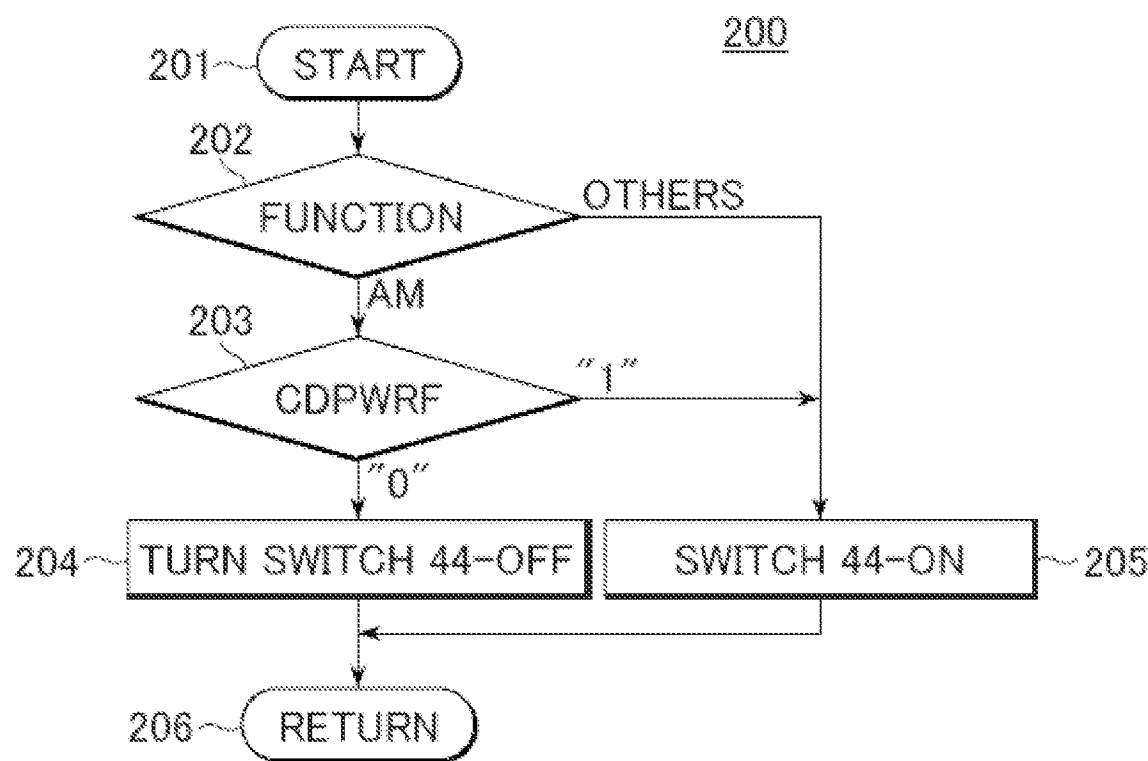 200
201 START
202
FUNCTION OTHERS
AM
203
CDPWRF "1"
"0"
204 TURN SWITCH 44-OFF
SWITCH 44-ON 205
206 RETURN